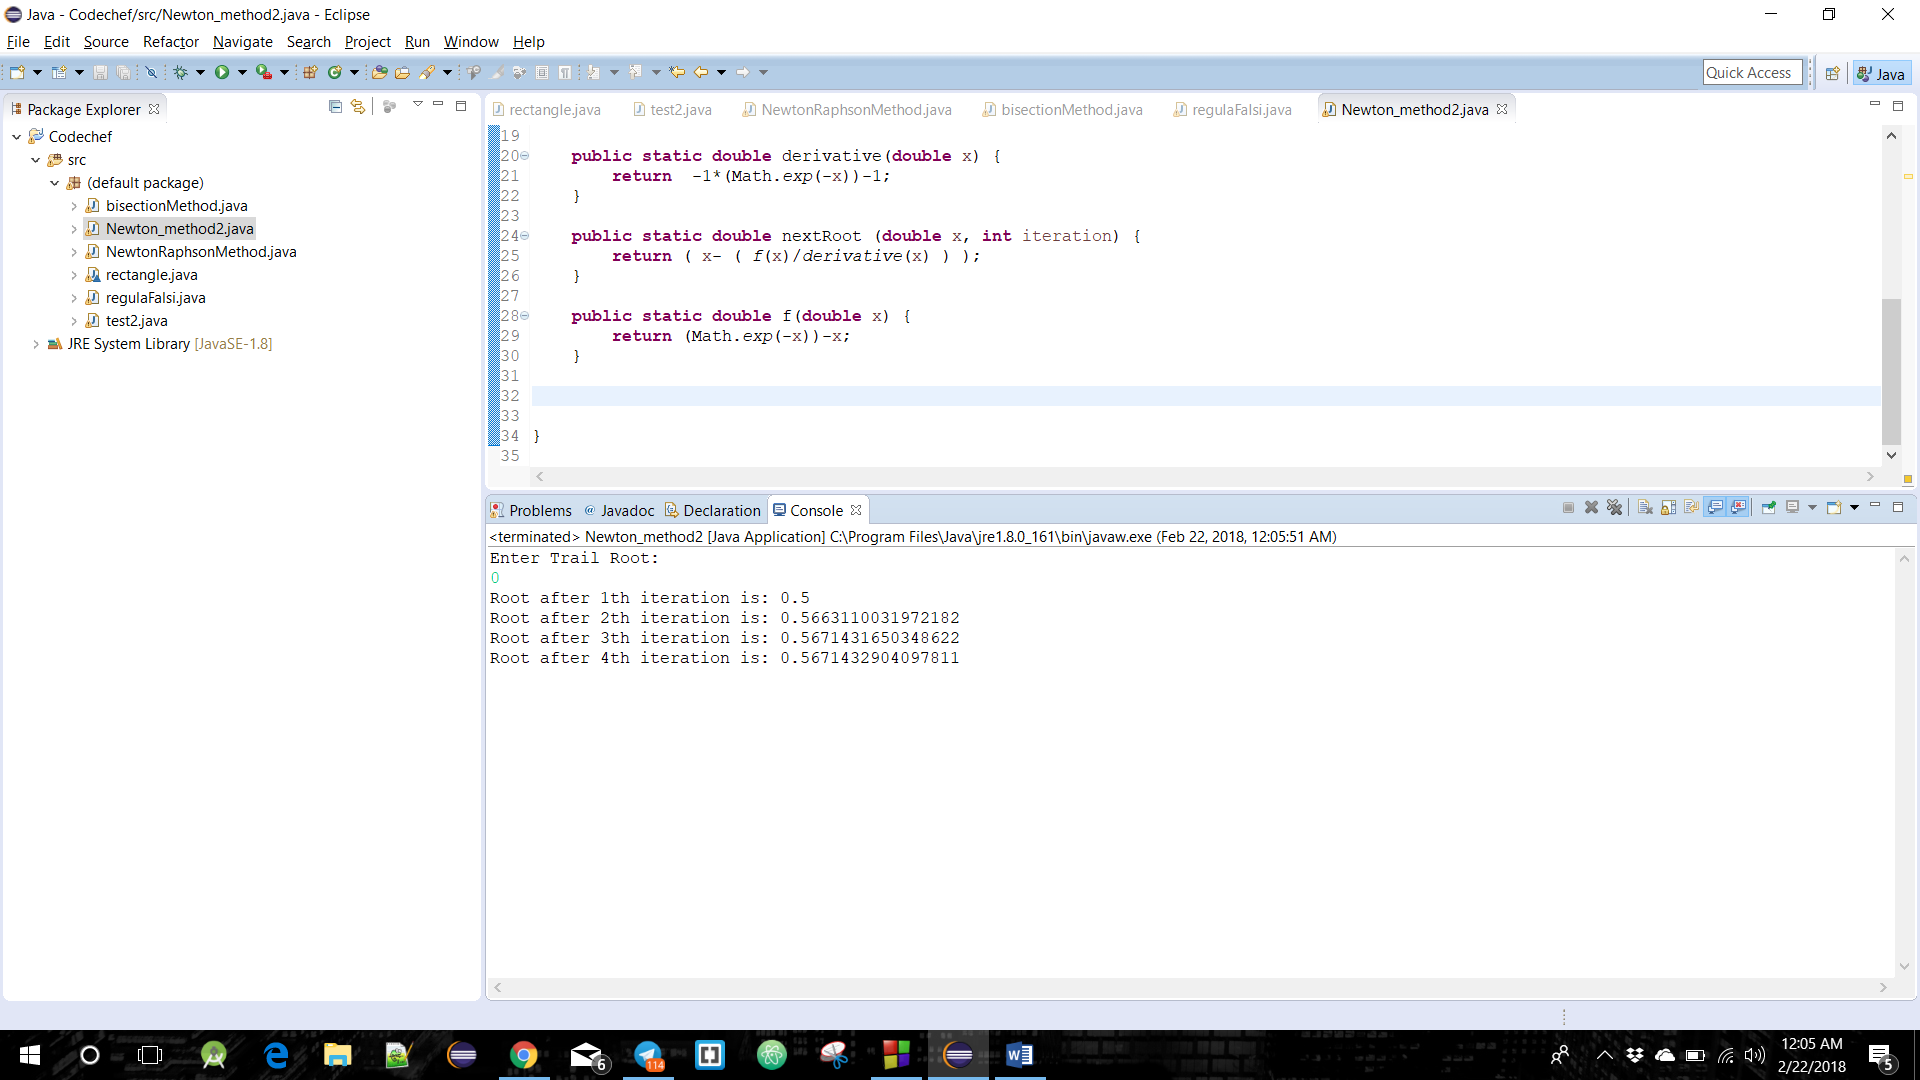 Java - Codechef/src/Newton_method2.java - Eclipse
File Edit Source Refactor Navigate Search Project Run Window Help
Quick Access
Java
Package Explorer
Codechef
src
(default package)
bisectionMethod.java
Newton_method2.java
NewtonRaphsonMethod.java
rectangle.java
regulaFalsi.java
test2.java
JRE System Library [JavaSE-1.8]
rectangle.java test2.java NewtonRaphsonMethod.java bisectionMethod.java regulaFalsi.java Newton_method2.java
19
20 public static double derivative(double x) {
21 return -1*(Math.exp(-x))-1;
22 }
23
24 public static double nextRoot (double x, int iteration) {
25 return ( x- ( f(x)/derivative(x) ) );
26 }
27
28 public static double f(double x) {
29 return (Math.exp(-x))-x;
30 }
31
32
33
34 }
35
Problems @ Javadoc Declaration Console
<terminated> Newton_method2 [Java Application] C:\Program Files\Java\jre1.8.0_161\bin\javaw.exe (Feb 22, 2018, 12:05:51 AM)
Enter Trail Root:
0
Root after 1th iteration is: 0.5
Root after 2th iteration is: 0.5663110031972182
Root after 3th iteration is: 0.5671431650348622
Root after 4th iteration is: 0.5671432904097811
6
114
12:05 AM
2/22/2018
5